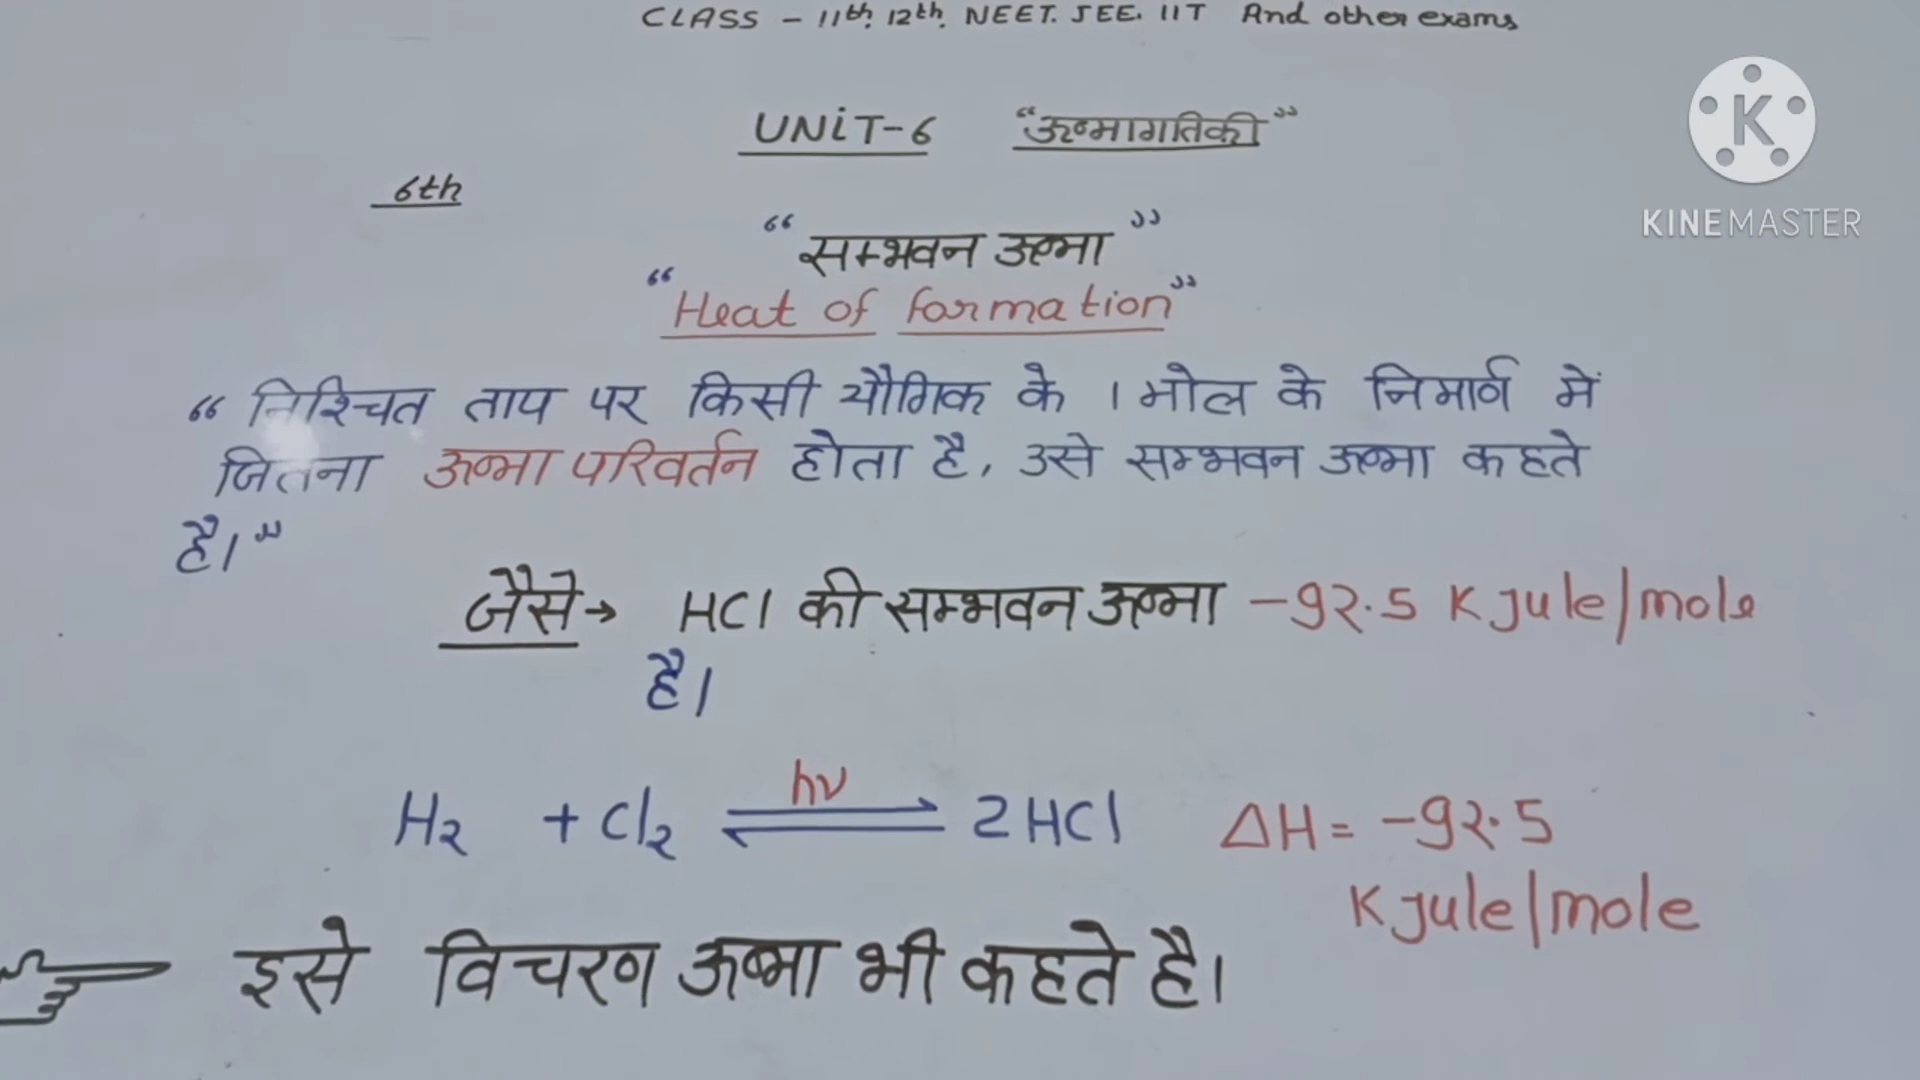 CLASS - 11th, 12th, NEET. JEE. IIT And other exams
UNiT-6 "ऊष्मागतिकी"
6th
"सम्भवन ऊष्मा"
"Heat of formation"
"निश्चित ताप पर किसी यौगिक के 1 मोल के निमार्ण में
जितना ऊष्मा परिवर्तन होता है, उसे सम्भवन ऊष्मा कहते
है।"
जैसे→ HCl की सम्भवन ऊष्मा -92.5 K jule/mole
है।
hν
H₂ + Cl₂ ⇌ 2HCl ΔH = -92.5
K jule/mole
इसे विचरण ऊष्मा भी कहते है।
K
KINEMASTER